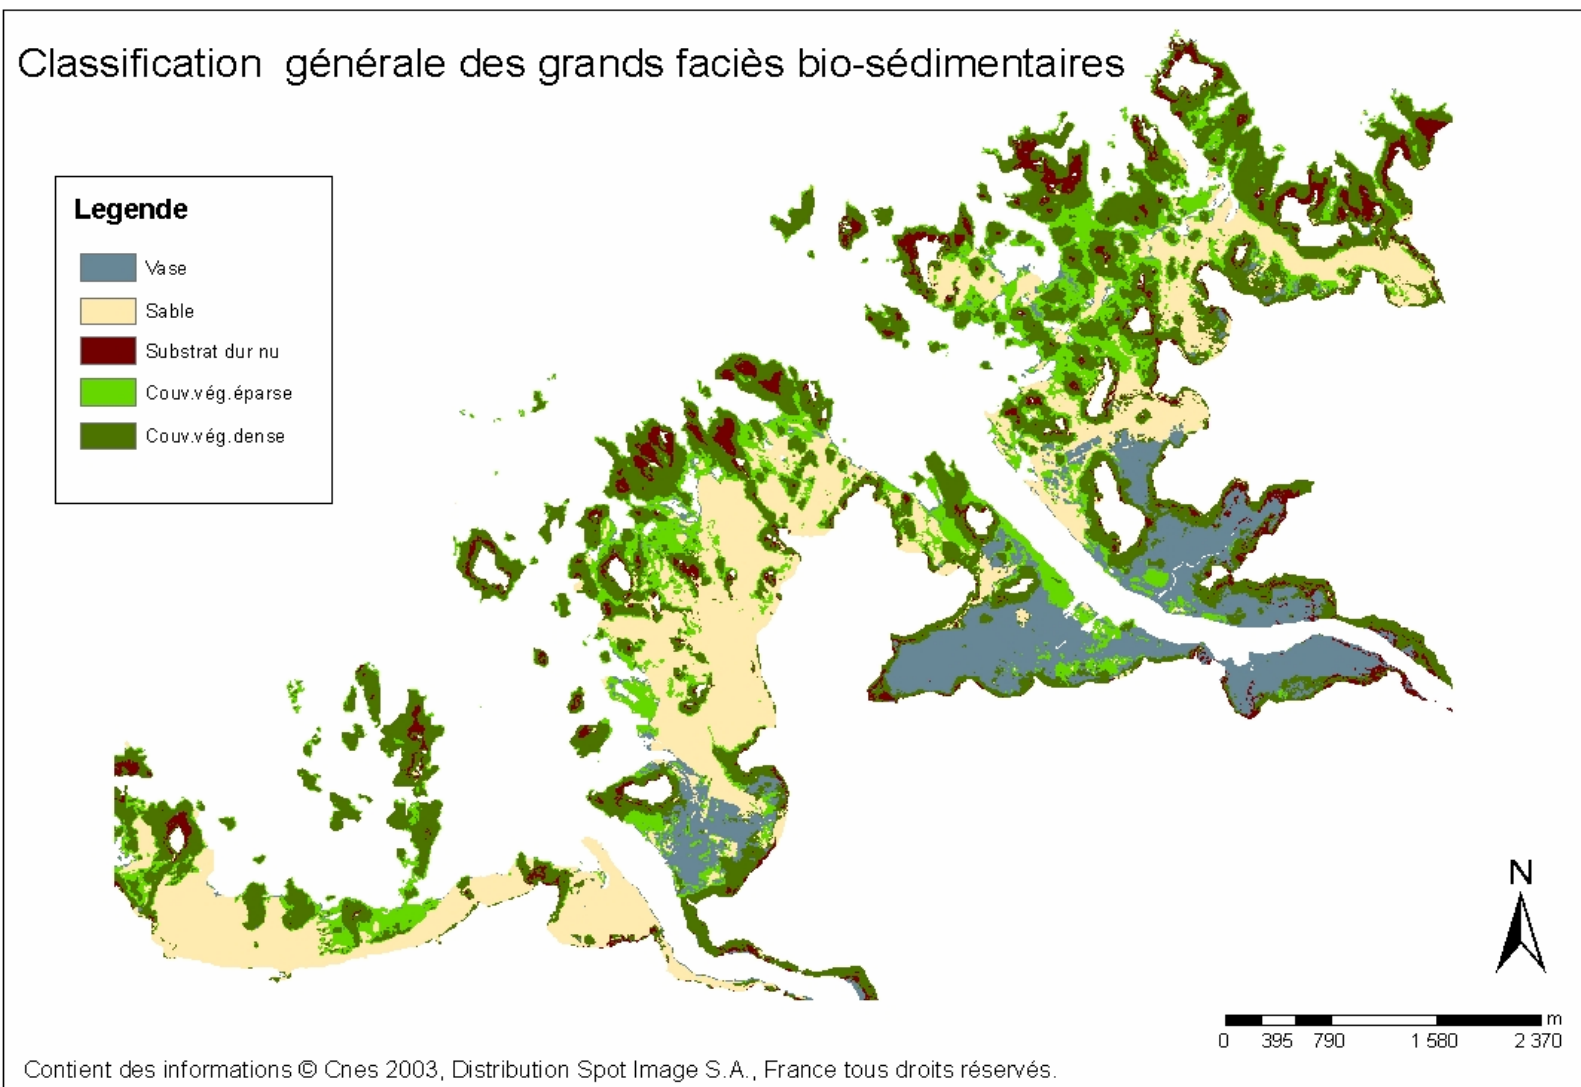 Classification générale des grands faciès bio-sédimentaires
Legende
Vase
Sable
Substrat dur nu
Couv.vég.éparse
Couv.vég.dense
N
m
0 395 790 1 580 2 370
Contient des informations © Cnes 2003, Distribution Spot Image S.A., France tous droits réservés.